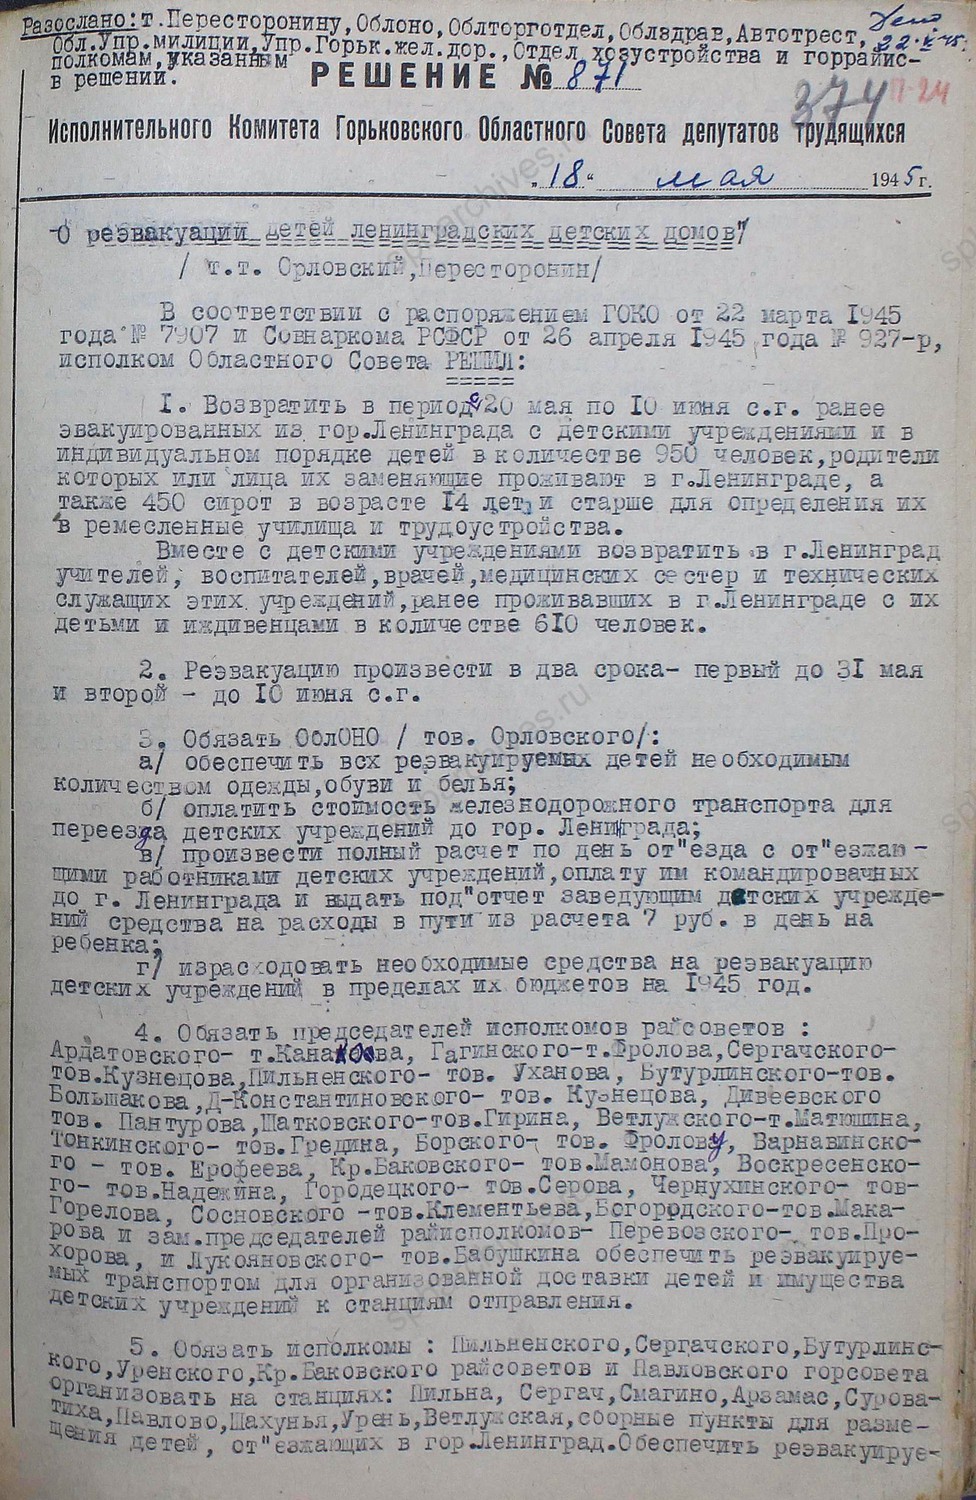 Разослано: т.Пересторонину,Облоно,Облторготдел,Облздрав,Автотрест,
Обл.Упр.милиции,Упр.Горьк.жел.дор.,Отдел хозустройства и горрайис-
полкомам,указанным
в решении.
Дело
22.V.45
РЕШЕНИЕ № 871
374 П-24
Исполнительного Комитета Горьковского Областного Совета депутатов трудящихся
„18“ мая 1945 г.
"О реэвакуации детей ленинградских детских домов"
/ т.т. Орловский,Пересторонин/
В соответствии с распоряжением ГОКО от 22 марта 1945
года № 7907 и Совнаркома РСФСР от 26 апреля 1945 года № 927-р,
исполком Областного Совета РЕШИЛ:
1. Возвратить в период с 20 мая по 10 июня с.г. ранее
эвакуированных из гор.Ленинграда с детскими учреждениями и в
индивидуальном порядке детей в количестве 950 человек,родители
которых или лица их заменяющие проживают в г.Ленинграде, а
также 450 сирот в возрасте 14 лет и старше для определения их
в ремесленные училища и трудоустройства.
Вместе с детскими учреждениями возвратить в г.Ленинград
учителей, воспитателей,врачей,медицинских сестер и технических
служащих этих учреждений,ранее проживавших в г.Ленинграде с их
детьми и иждивенцами в количестве 610 человек.
2. Реэвакуацию произвести в два срока- первый до 31 мая
и второй - до 10 июня с.г.
3. Обязать ОблОНО / тов. Орловского/:
а/ обеспечить всх реэвакуируемых детей необходимым
количеством одежды,обуви и белья;
б/ оплатить стоимость железнодорожного транспорта для
переезда детских учреждений до гор. Ленинграда;
в/ произвести полный расчет по день от"езда с от"езжаю-
щими работниками детских учреждений,оплату им командировачных
до г. Ленинграда и выдать под"отчет заведующим детских учрежде-
ний средства на расходы в пути из расчета 7 руб. в день на
ребенка;
г/ израсходовать необходимые средства на реэвакуацию
детских учреждений в пределах их бюджетов на 1945 год.
4. Обязать председателей исполкомов райсоветов :
Ардатовского- Гагинского-т.Фролова,Сергачского-
тов.Кузнецова,Пильненского- тов. Уханова, Бутурлинского-тов.
Большакова,Д-Константиновского- тов. Кузнецова, Дивеевского
тов. Пантурова,Шатковского-тов.Гирина, Ветлужского-т.Матюшина,
Тонкинского- тов.Гредина, Борского- тов. Фролову, Варнавинско-
го - тов. Ерофеева, Кр.Баковского- тов.Мамонова, Воскресенско-
го- тов.Надежина, Городецкого- тов.Серова, Чернухинского- тов-
Горелова, Сосновского -тов.Клементьева,Богородского-тов.Мака-
рова и зам.председателей райисполкомов- Перевозского- тов.Про-
хорова, и Лукояновского- тов.Бабушкина обеспечить реэвакуируе-
мых транспортом для организованной доставки детей и имущества
детских учреждений к станциям отправления.
5. Обязать исполкомы : Пильненского,Сергачского,Бутурлинс-
кого,Уренского,Кр.Баковского райсоветов и Павловского горсовета
организовать на станциях: Пильна, Сергач,Смагино,Арзамас,Сурова-
тиха,Павлово,Шахунья,Урень,Ветлужская,сборные пункты для разме-
щения детей, от"езжающих в гор.Ленинград.Обеспечить реэвакуируе-